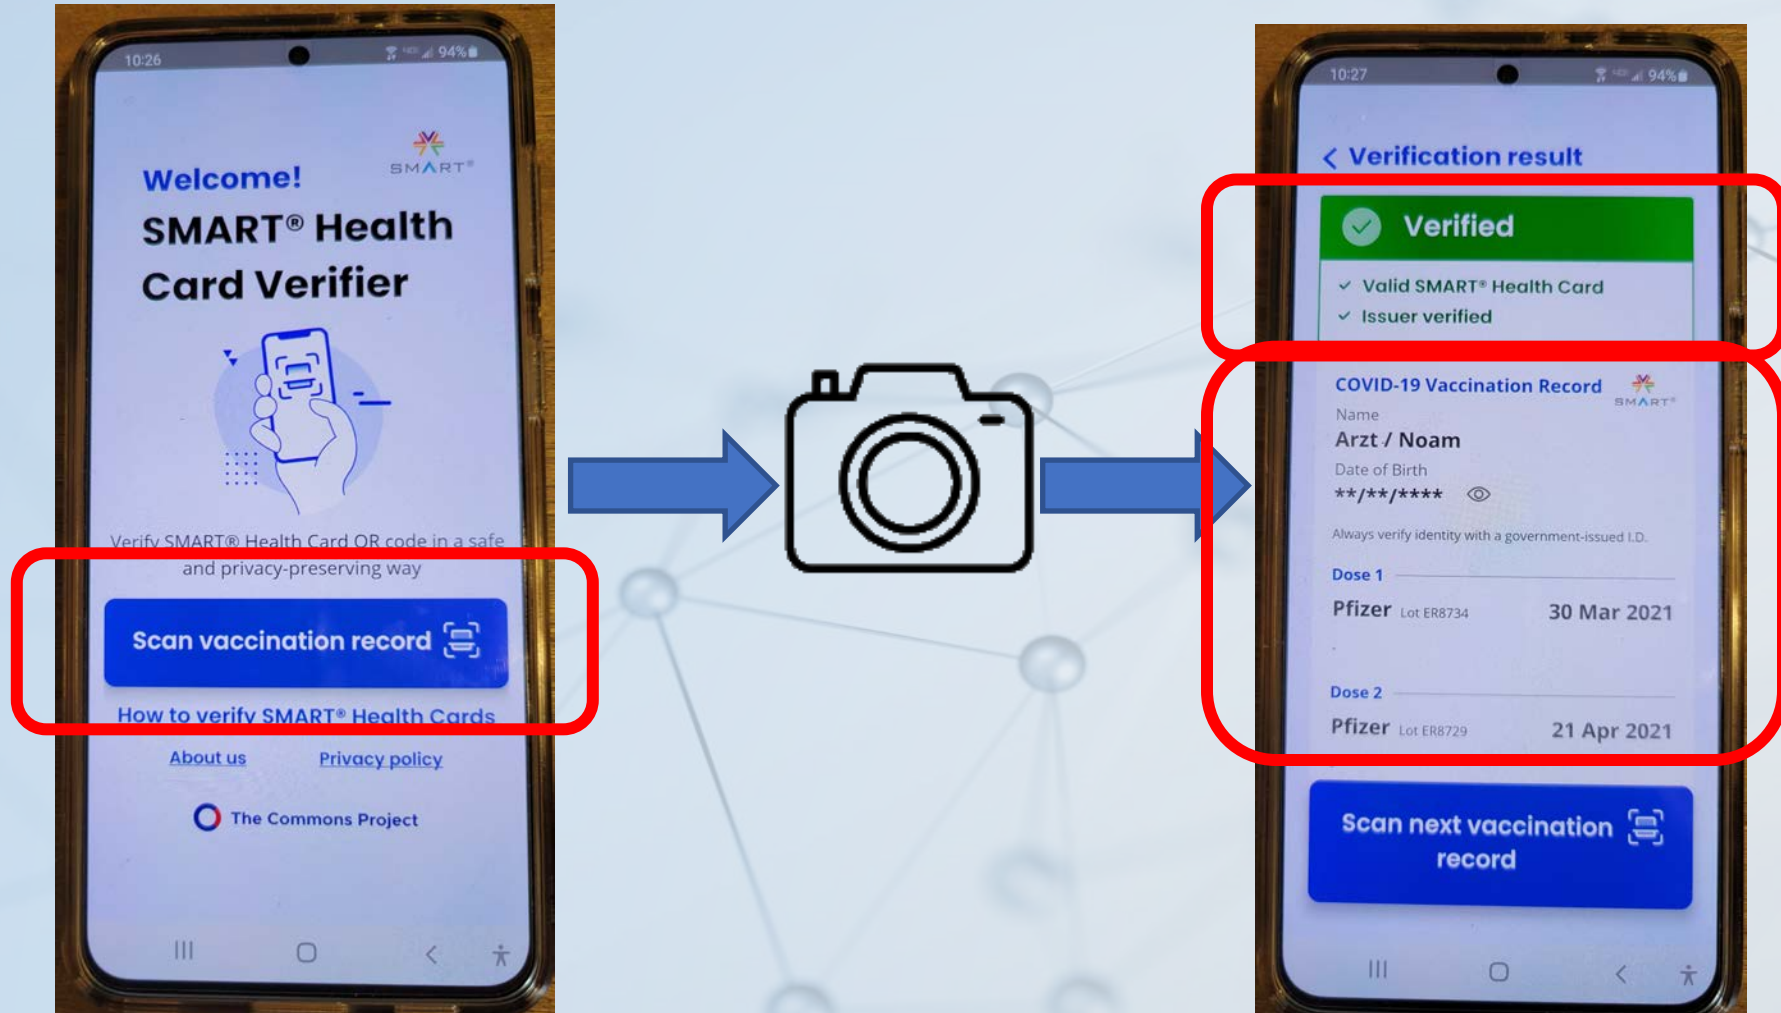 10:26
94%
SMART®
Welcome!
SMART® Health
Card Verifier
Verify SMART® Health Card QR code in a safe
and privacy-preserving way
Scan vaccination record
How to verify SMART® Health Cards
About us Privacy policy
The Commons Project
10:27
94%
Verification result
Verified
Valid SMART® Health Card
Issuer verified
COVID-19 Vaccination Record
SMART®
Name
Arzt / Noam
Date of Birth
**/**/****
Always verify identity with a government-issued I.D.
Dose 1
Pfizer Lot ER8734 30 Mar 2021
Dose 2
Pfizer Lot ER8729 21 Apr 2021
Scan next vaccination
record